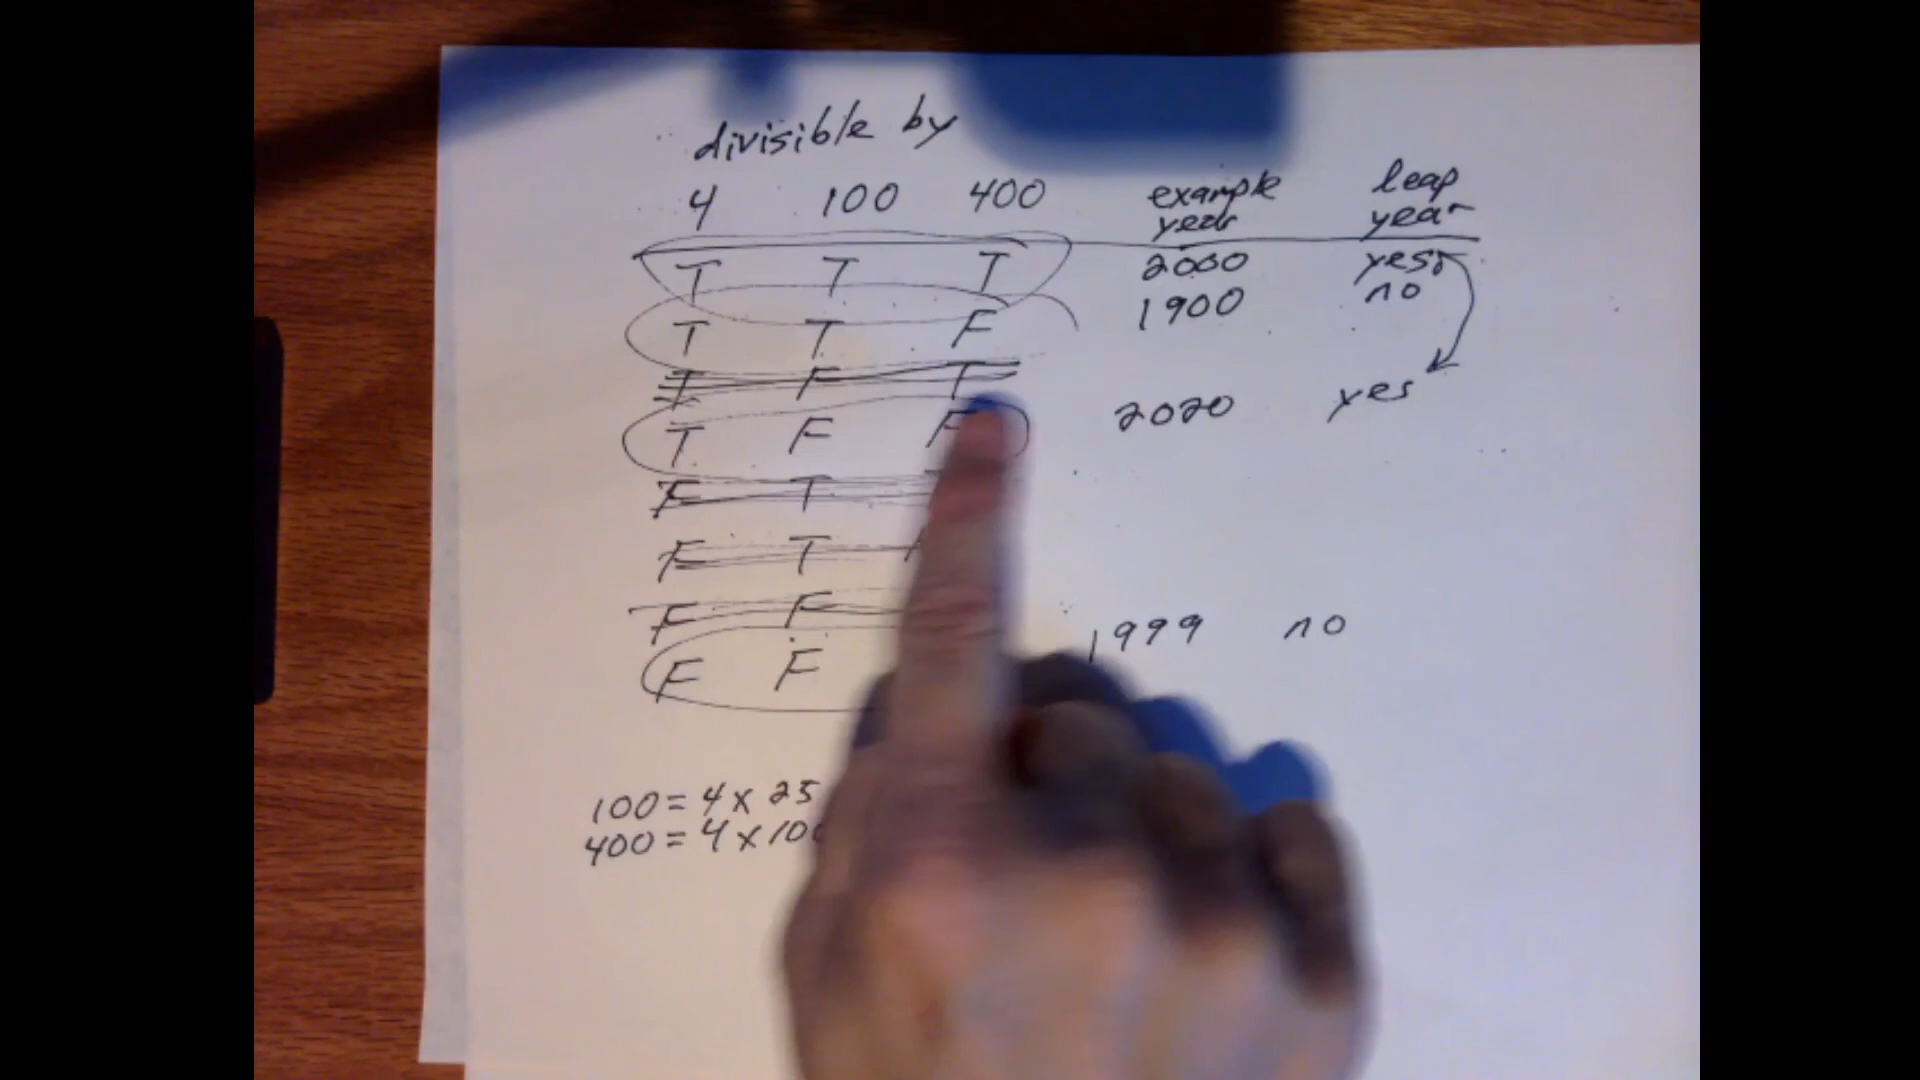 divisible by
4 100 400 example year leap year
T T T 2000 yes
T T F 1900 no
T F T
T F F 2020 yes
F T
F T
F F
F F 1999 no
100 = 4 x 25
400 = 4 x 100